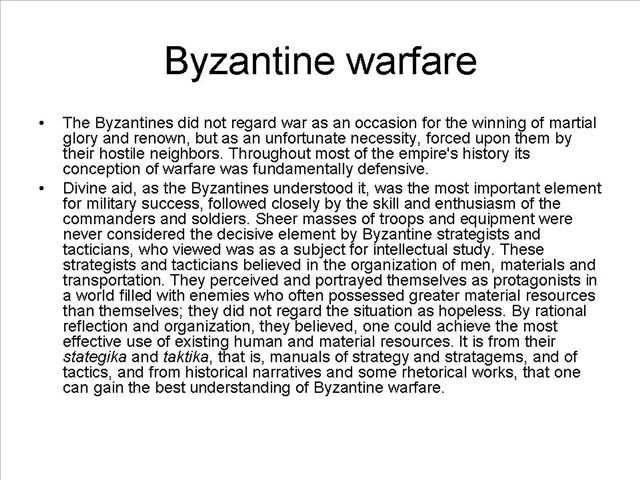 Byzantine warfare
• The Byzantines did not regard war as an occasion for the winning of martial
glory and renown, but as an unfortunate necessity, forced upon them by
their hostile neighbors. Throughout most of the empire's history its
conception of warfare was fundamentally defensive.
• Divine aid, as the Byzantines understood it, was the most important element
for military success, followed closely by the skill and enthusiasm of the
commanders and soldiers. Sheer masses of troops and equipment were
never considered the decisive element by Byzantine strategists and
tacticians, who viewed was as a subject for intellectual study. These
strategists and tacticians believed in the organization of men, materials and
transportation. They perceived and portrayed themselves as protagonists in
a world filled with enemies who often possessed greater material resources
than themselves; they did not regard the situation as hopeless. By rational
reflection and organization, they believed, one could achieve the most
effective use of existing human and material resources. It is from their
stategika and taktika, that is, manuals of strategy and stratagems, and of
tactics, and from historical narratives and some rhetorical works, that one
can gain the best understanding of Byzantine warfare.